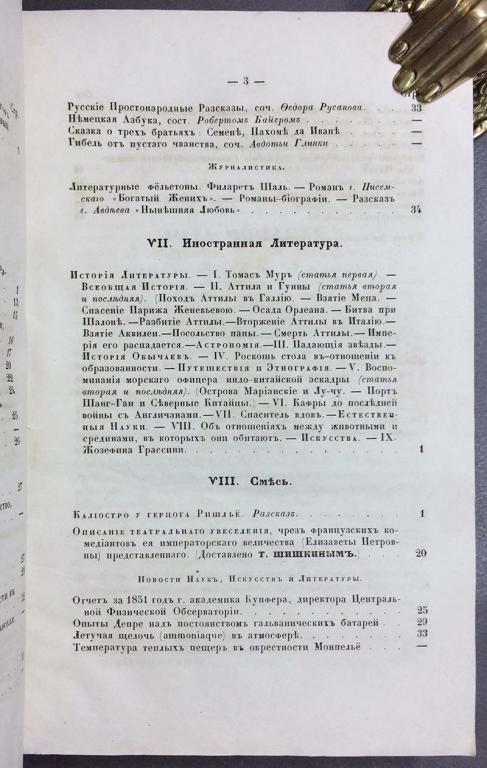 — 3 —
Стр.
Русскіе Простонародные Разсказы, соч. Ѳедора Русанова. 33
Нѣмецкая Азбука, сост. Робертомъ Байеромъ . . . —
Сказка о трехъ братьяхъ: Семенѣ, Пахомѣ да Иванѣ . —
Гибель отъ пустаго чванства, соч. Авдотьи Глинки . . —
Журналистика.
Литературные фёльетоны. Филаретъ Шаль. — Романъ г. Писем-
скаго «Богатый Женихъ». — Романы-біографіи. — Разсказъ
г. Авдѣева «Нынѣшняя Любовь» . . . 34
VII. Иностранная Литература.
Исторія Литературы. — I. Томасъ Муръ (статья первая). —
Всеобщая Исторія. — II. Аттила и Гунны (статья вторая
и послѣдняя). (Походъ Аттилы въ Галлію. — Взятіе Меца. —
Спасеніе Парижа Женевьевою. — Осада Орлеана. — Битва при
Шалонѣ. —Разбитіе Аттилы.—Вторженіе Аттилы въ Италію.—
Взятіе Аквилеи.—Посольство папы.—Смерть Аттилы. — Импе-
рія его распадается.—Астрономія.—III. Падающія звѣзды.—
Исторія Обычаевъ. — IV. Роскошь стола въ-отношеніи къ
образованности. — Путешествія и Этнографія. — V. Воспо-
минанія морскаго офицера индо-китайской эскадры (статья
вторая и послѣдняя). (Острова Маріанскіе и Лу-чу. — Портъ
Шанг-Гаи и Сѣверные Китайцы.) — VI. Кафры до послѣдней
войны съ Англичанами.—VII. Спаситель вдовъ.—Естествен-
ныя Науки. — VIII. Объ отношеніяхъ между животными и
срединами, въ которыхъ они обитаютъ. — Искусства. — IX.
Жозефина Грассини. . . . 1
VIII. Смѣсь.
Каліостро у герцога Ришльё. Разсказъ . . . 1
Описаніе театральнаго увеселенія, чрезъ французскихъ ко-
медіантовъ ея императорскаго величества (Елизаветы Петров-
ны) представленнаго. (Доставлено Т. ШИШКИНЫМЪ.) . . . 20
Новости Наукъ, Искусствъ и Литературы.
Отчетъ за 1851 годъ г. академика Купфера, директора Централь-
ной Физической Обсерваторіи . . . 25
Опыты Депре надъ постоянствомъ гальваническихъ батарей . 29
Летучая щелочь (ammoniaque) въ атмосферѣ. . . . 33
Температура теплыхъ пещеръ въ окрестности Монпельё . . —